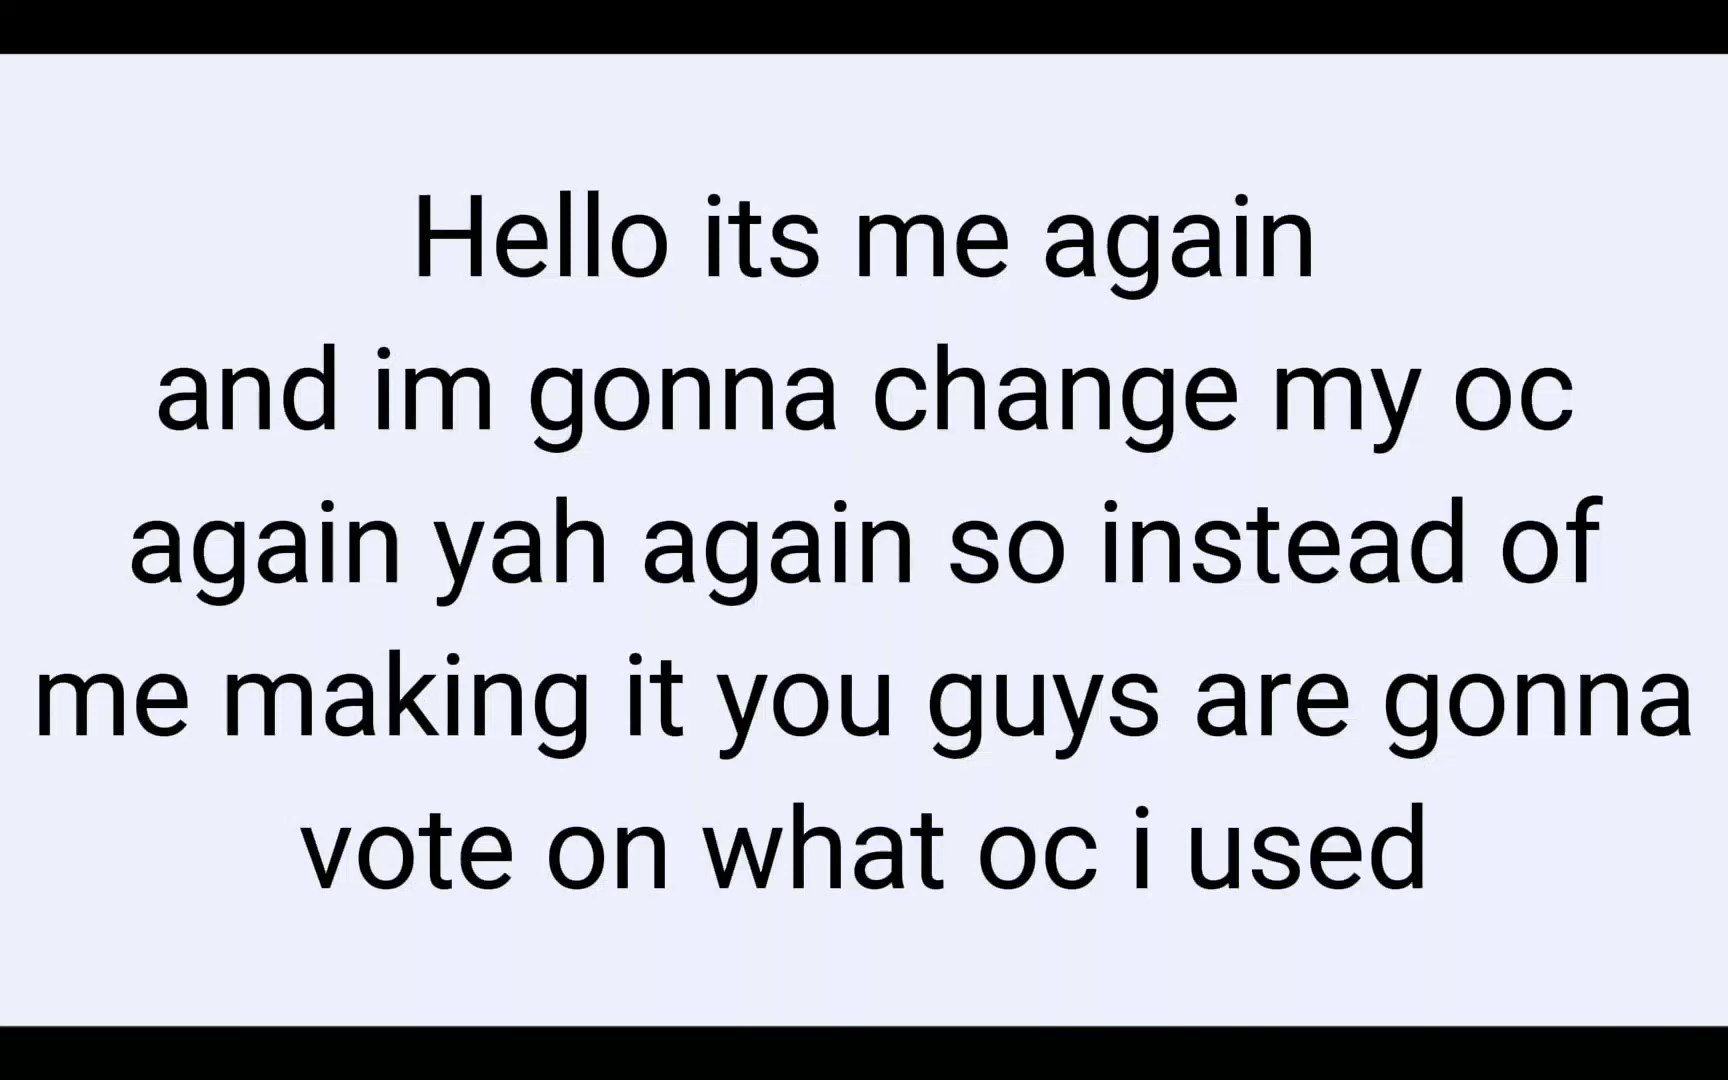 Hello its me again
and im gonna change my oc
again yah again so instead of
me making it you guys are gonna
vote on what oc i used